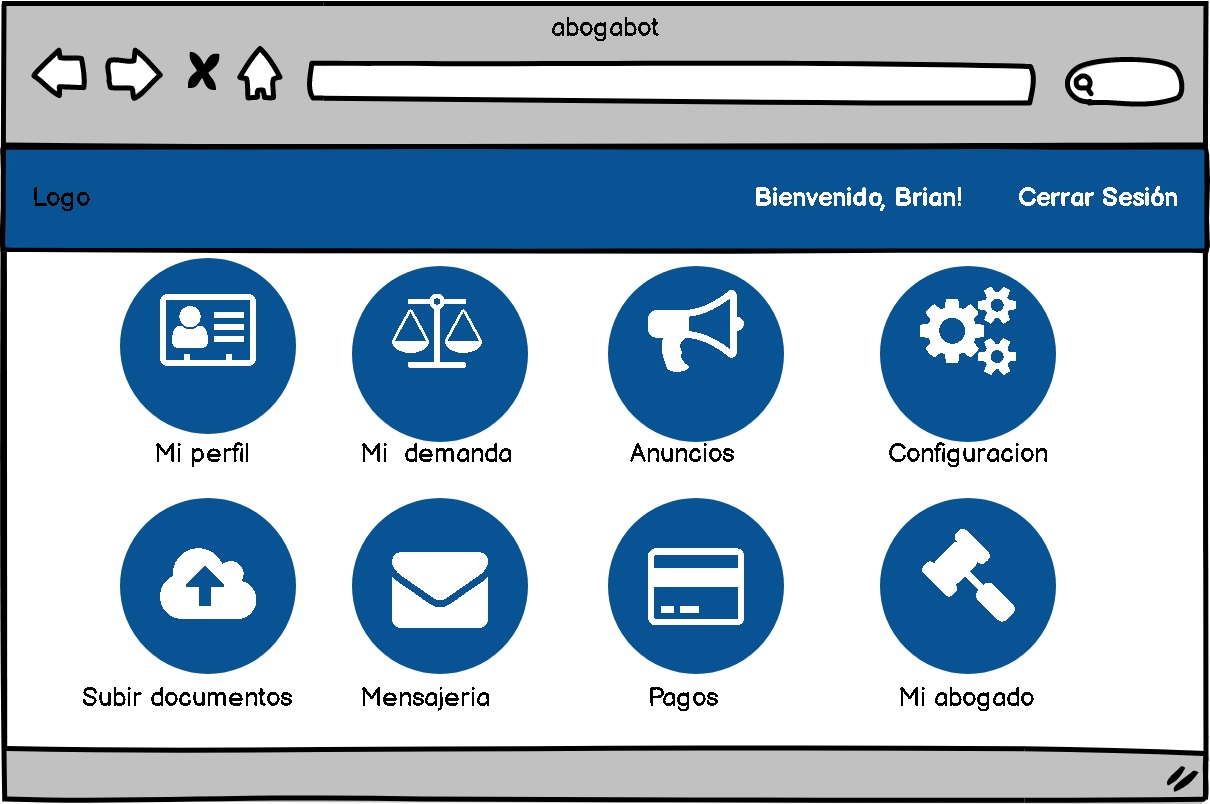 abogabot
Logo
Bienvenido, Brian!
Cerrar Sesión
Mi perfil
Mi demanda
Anuncios
Configuracion
Subir documentos
Mensajeria
Pagos
Mi abogado